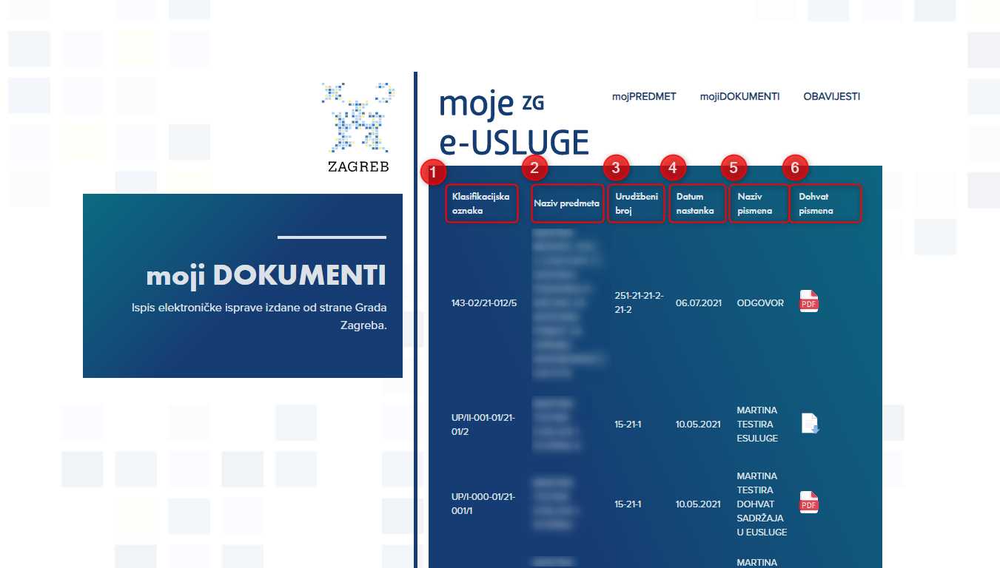 ZAGREB
moji DOKUMENTI
Ispis elektroničke isprave izdane od strane Grada
Zagreba.
moje ZG
e-USLUGE
mojPREDMET mojiDOKUMENTI OBAVIJESTI
1 2 3 4 5 6
Klasifikacijska
oznaka
Naziv predmeta
Urudžbeni
broj
Datum
nastanka
Naziv
pismena
Dohvat
pismena
143-02/21-012/5
251-21-21-2-
21-2
06.07.2021
ODGOVOR
PDF
UP/II-001-01/21-
01/2
15-21-1
10.05.2021
MARTINA
TESTIRA
ESULUGE
UP/I-000-01/21-
001/1
15-21-1
10.05.2021
MARTINA
TESTIRA
DOHVAT
SADRŽAJA
U EUSLUGE
PDF
MARTINA